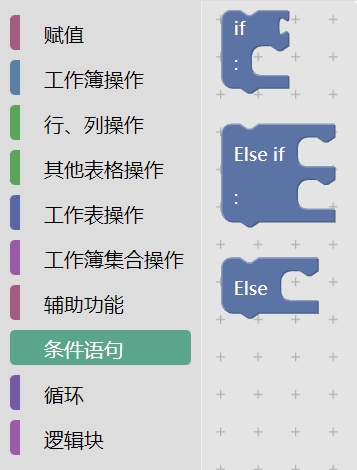 赋值
工作簿操作
行、列操作
其他表格操作
工作表操作
工作簿集合操作
辅助功能
条件语句
循环
逻辑块
if
:
Else if
:
Else